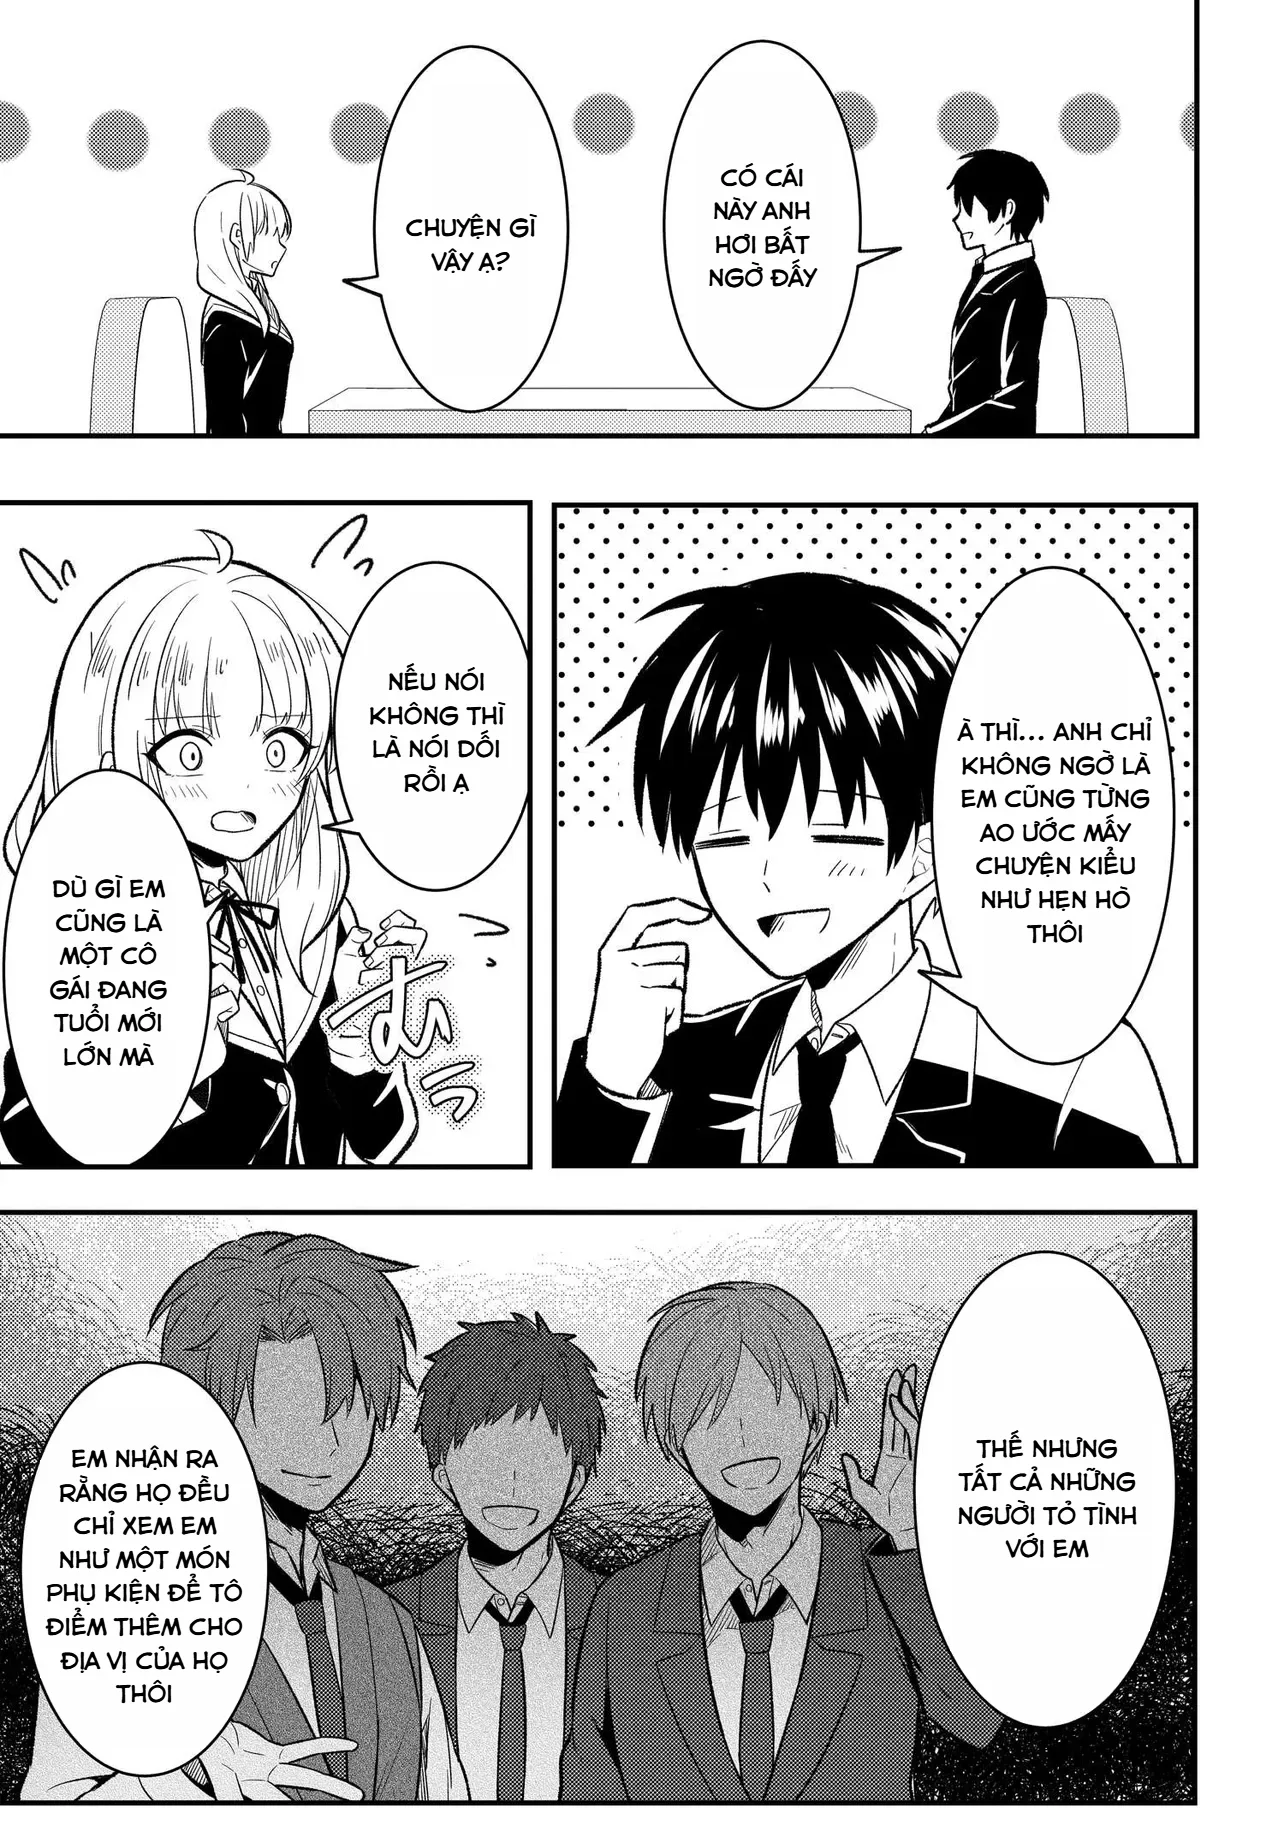 CÓ CÁI
NÀY ANH
HƠI BẤT
NGỜ ĐẤY
CHUYỆN GÌ
VẬY Ạ?
À THÌ... ANH CHỈ
KHÔNG NGỜ LÀ
EM CŨNG TỪNG
AO ƯỚC MẤY
CHUYỆN KIỂU
NHƯ HẸN HÒ
THÔI
NẾU NÓI
KHÔNG THÌ
LÀ NÓI DỐI
RỒI Ạ
DÙ GÌ EM
CŨNG LÀ
MỘT CÔ
GÁI ĐANG
TUỔI MỚI
LỚN MÀ
むぅ
THẾ NHƯNG
TẤT CẢ NHỮNG
NGƯỜI TỎ TÌNH
VỚI EM
EM NHẬN RA
RẰNG HỌ ĐỀU
CHỈ XEM EM
NHƯ MỘT MÓN
PHỤ KIỆN ĐỂ TÔ
ĐIỂM THÊM CHO
ĐỊA VỊ CỦA HỌ
THÔI